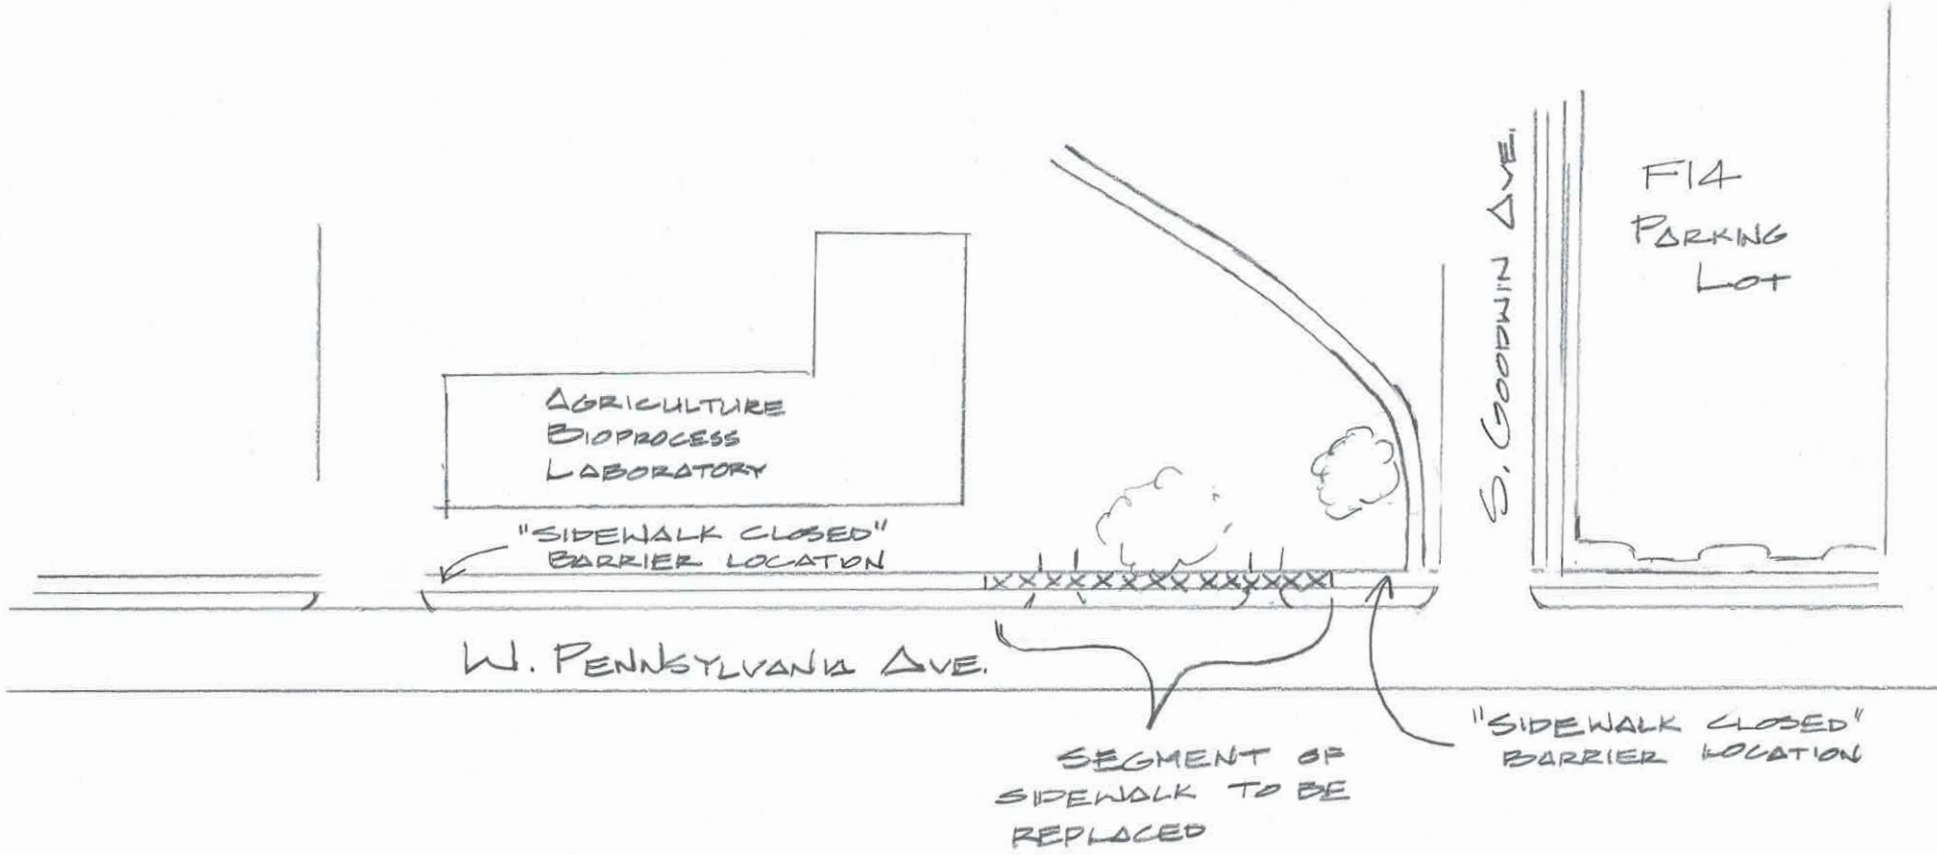 S. GOODWIN AVE.
F14
PARKING
LOT
AGRICULTURE
BIOPROCESS
LABORATORY
"SIDEWALK CLOSED"
BARRIER LOCATION
W. PENNSYLVANIA AVE.
"SIDEWALK CLOSED"
BARRIER LOCATION
SEGMENT OF
SIDEWALK TO BE
REPLACED